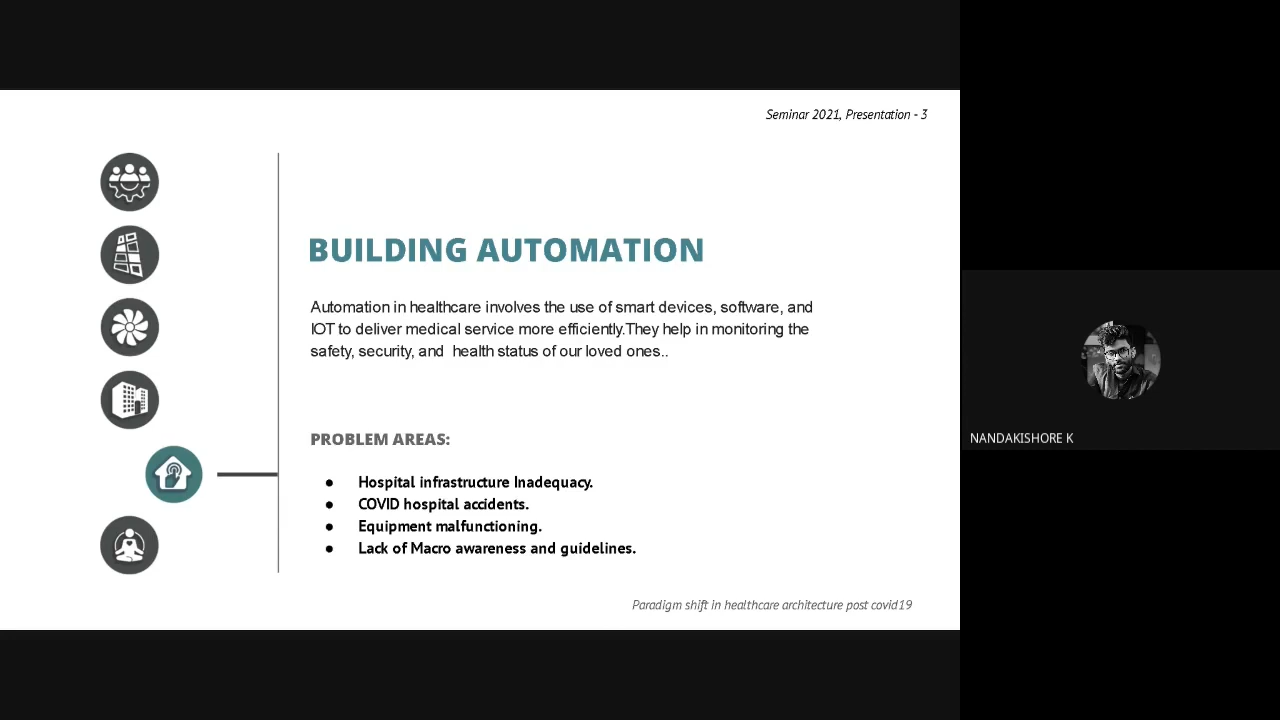 Seminar 2021, Presentation - 3
BUILDING AUTOMATION
Automation in healthcare involves the use of smart devices, software, and
IOT to deliver medical service more efficiently.They help in monitoring the
safety, security, and  health status of our loved ones..
PROBLEM AREAS:
● Hospital infrastructure Inadequacy.
● COVID hospital accidents.
● Equipment malfunctioning.
● Lack of Macro awareness and guidelines.
Paradigm shift in healthcare architecture post covid19
NANDAKISHORE K